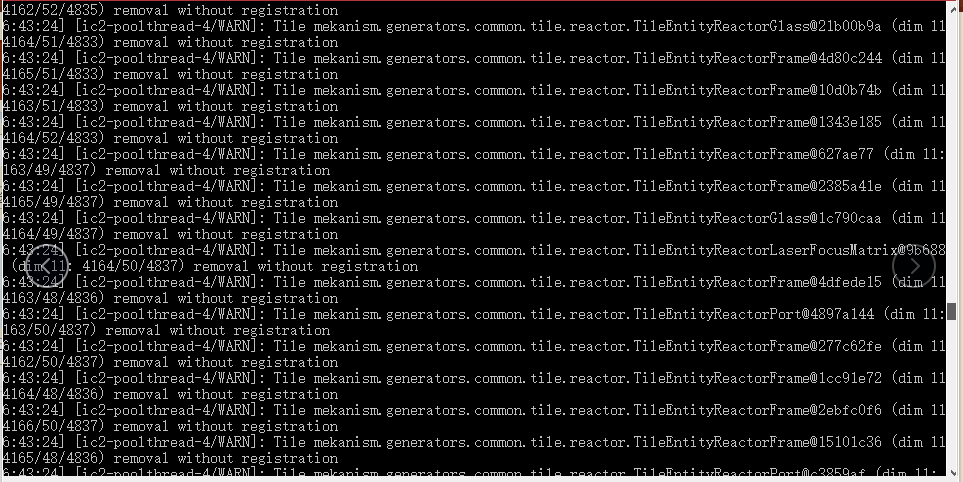 4162/52/4835) removal without registration
6:43:24] [ic2-poolthread-4/WARN]: Tile mekanism.generators.common.tile.reactor.TileEntityReactorGlass@21b00b9a (dim 11
4164/51/4833) removal without registration
6:43:24] [ic2-poolthread-4/WARN]: Tile mekanism.generators.common.tile.reactor.TileEntityReactorFrame@4d80c244 (dim 11
4165/51/4833) removal without registration
6:43:24] [ic2-poolthread-4/WARN]: Tile mekanism.generators.common.tile.reactor.TileEntityReactorFrame@10d0b74b (dim 11
4163/51/4833) removal without registration
6:43:24] [ic2-poolthread-4/WARN]: Tile mekanism.generators.common.tile.reactor.TileEntityReactorFrame@1343e185 (dim 11
4164/52/4833) removal without registration
6:43:24] [ic2-poolthread-4/WARN]: Tile mekanism.generators.common.tile.reactor.TileEntityReactorFrame@627ae77 (dim 11:
163/49/4837) removal without registration
6:43:24] [ic2-poolthread-4/WARN]: Tile mekanism.generators.common.tile.reactor.TileEntityReactorFrame@2385a41e (dim 11
4165/49/4837) removal without registration
6:43:24] [ic2-poolthread-4/WARN]: Tile mekanism.generators.common.tile.reactor.TileEntityReactorGlass@1c790caa (dim 11
4164/49/4837) removal without registration
6:43:24] [ic2-poolthread-4/WARN]: Tile mekanism.generators.common.tile.reactor.TileEntityReactorLaserFocusMatrix@9b688
(dim 11: 4164/50/4837) removal without registration
6:43:24] [ic2-poolthread-4/WARN]: Tile mekanism.generators.common.tile.reactor.TileEntityReactorFrame@4dfede15 (dim 11
4163/48/4836) removal without registration
6:43:24] [ic2-poolthread-4/WARN]: Tile mekanism.generators.common.tile.reactor.TileEntityReactorPort@4897a144 (dim 11:
163/50/4837) removal without registration
6:43:24] [ic2-poolthread-4/WARN]: Tile mekanism.generators.common.tile.reactor.TileEntityReactorFrame@277c62fe (dim 11
4162/50/4837) removal without registration
6:43:24] [ic2-poolthread-4/WARN]: Tile mekanism.generators.common.tile.reactor.TileEntityReactorFrame@1cc91e72 (dim 11
4164/48/4836) removal without registration
6:43:24] [ic2-poolthread-4/WARN]: Tile mekanism.generators.common.tile.reactor.TileEntityReactorFrame@2ebfc0f6 (dim 11
4166/50/4837) removal without registration
6:43:24] [ic2-poolthread-4/WARN]: Tile mekanism.generators.common.tile.reactor.TileEntityReactorFrame@15101c36 (dim 11
4165/48/4836) removal without registration
6:43:24] [ic2-poolthread-4/WARN]: Tile mekanism.generators.common.tile.reactor.TileEntityReactorPort@c3859af (dim 11: